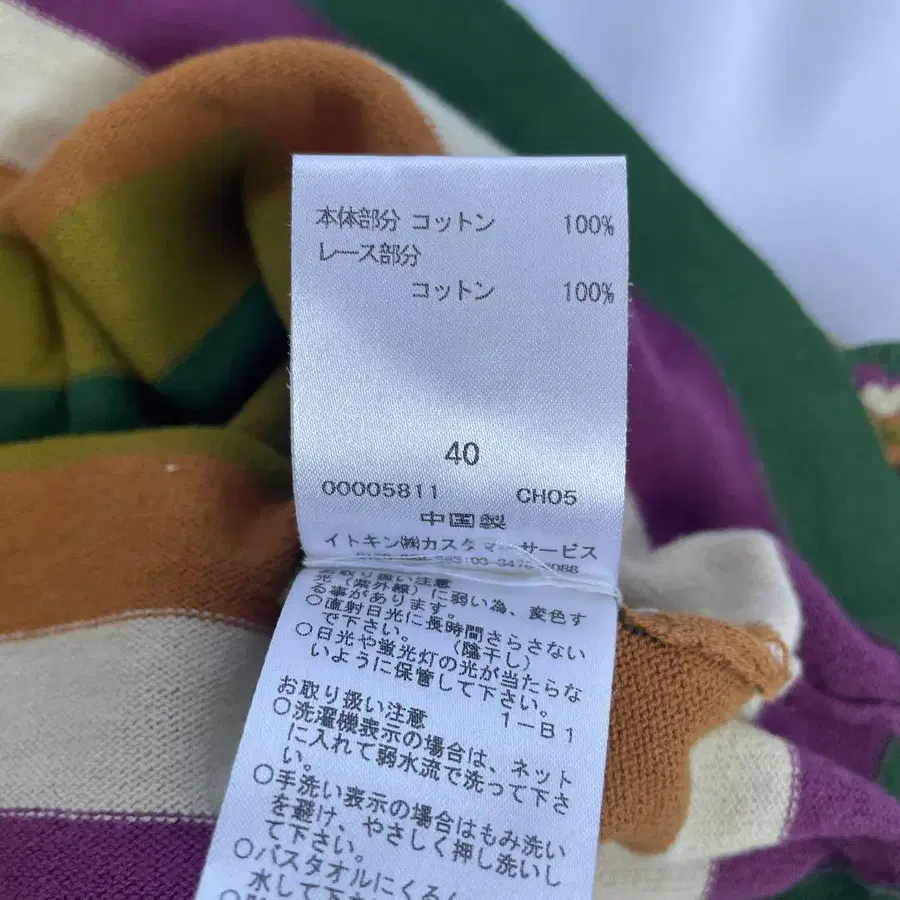 本体部分 コットン 100%
レース部分
コットン 100%
40
00005811 CH05
中国製
イトキン㈱カスタマーサービス
お取り扱い注意
光（紫外線）に弱い為、変色す
る事があります。
○直射日光に長時間さらさない
で下さい。（陰干し）
○日光や蛍光灯の光が当たらな
いように保管して下さい。
1-B1
お取り扱い注意
○洗濯機表示の場合は、ネット
に入れて弱水流で洗って下さ
い。
○手洗い表示の場合はもみ洗い
を避け、やさしく押し洗いし
て下さい。
○バスタオルにくる
水して下さい